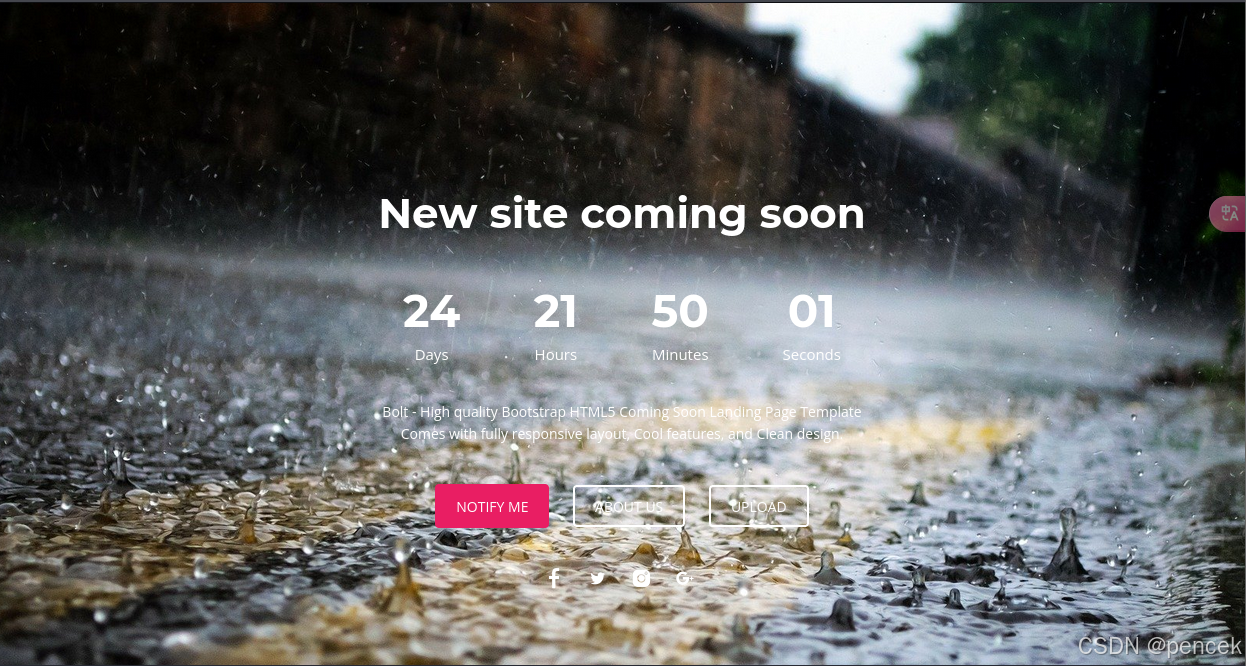 New site coming soon
24 21 50 01
Days Hours Minutes Seconds
Bolt - High quality Bootstrap HTML5 Coming Soon Landing Page Template
Comes with fully responsive layout, Cool features, and Clean design.
NOTIFY ME ABOUT US UPLOAD
中A
CSDN @pencek